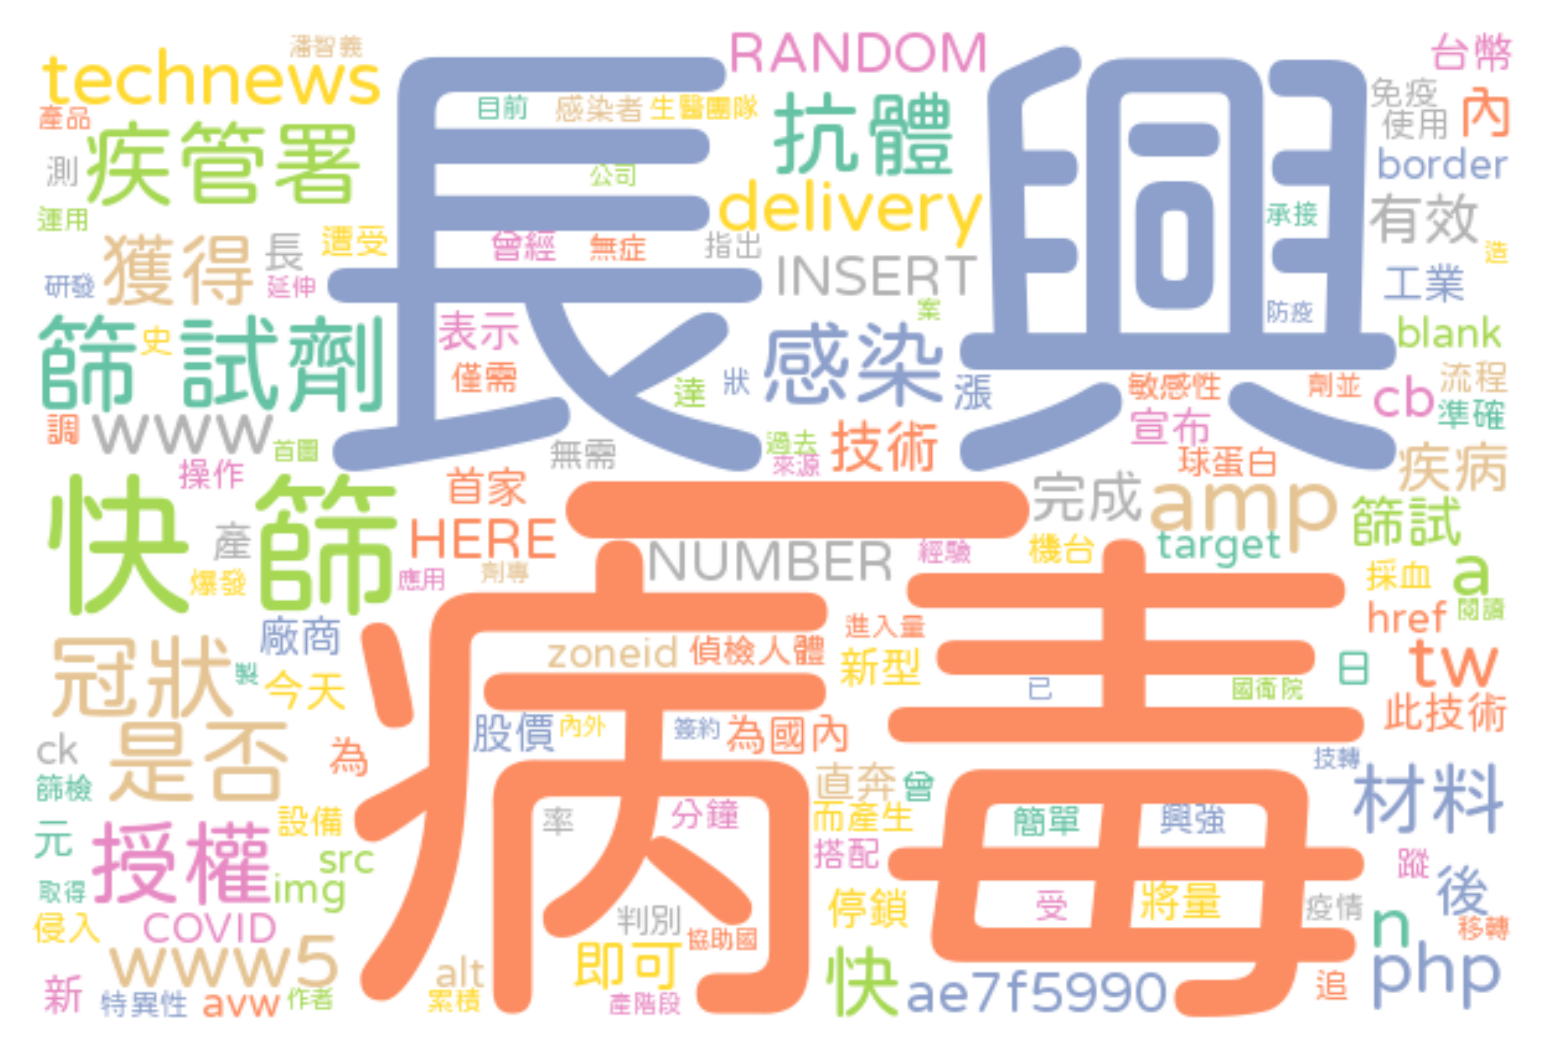 潘智義
technews
RANDOM
台幣
產品
目前
感染者
生醫團隊
抗體
免疫
使用
內
長興
疾管署
測
公司
border
運用
delivery
承接
有效
獲得
長
遭受
曾經
無症
指出
造
研發
延伸
INSERT
工業
案
防疫
篩
史
試劑
表示
感染
blank
僅需
達
狀
漲
敏感性
劑並
cb
流程
準確
調
www
首圖
無需
過去
來源
技術
宣布
球蛋白
疾病
操作
首家
完成
amp
篩試
快篩
產
HERE
NUMBER
經驗
機台
target
爆發
應用
劑專
採血
a
病毒
廠商
進入量
href
閱讀
冠狀
製
今天
zoneid
偵檢人體
新型
已
國衛院
日
tw
此技術
ck
是否
為
股價
內外
簽約
為國內
直奔
曾
技轉
材料
篩檢
元
設備
率
分鐘
而產生
簡單
興強
授權
src
img
搭配
蹤
後
取得
侵入
COVID
判別
協助國
停鎖
受
將量
疫情
n
移轉
www5
alt
即可
快
ae7f5990
追
php
新
特異性
avw
作者
累積
產階段